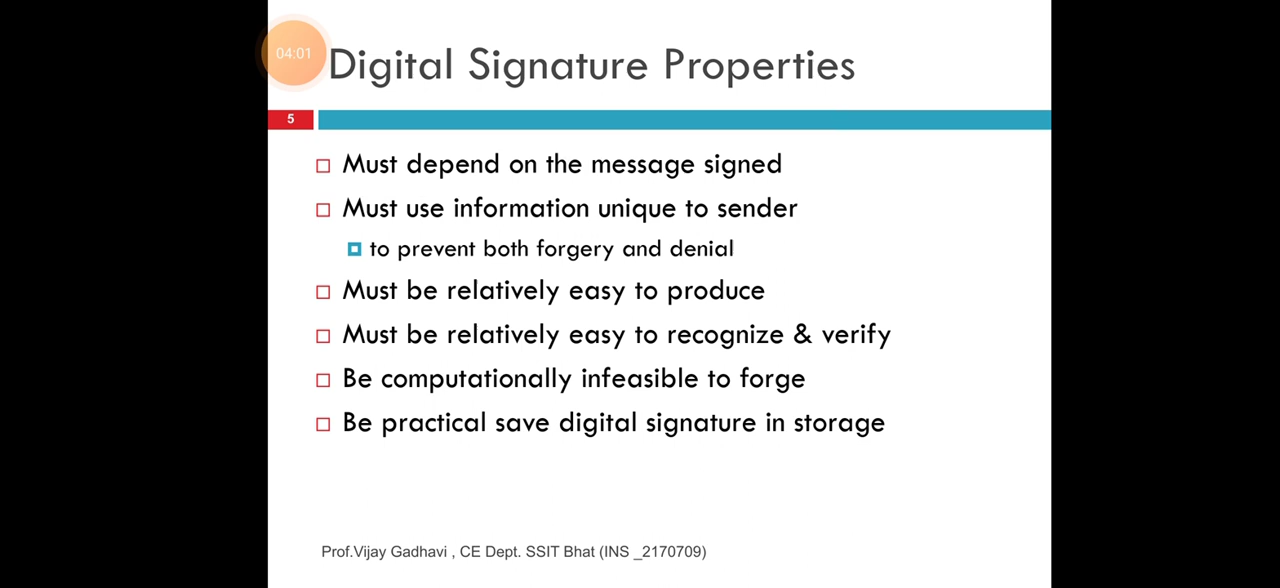 04:01
Digital Signature Properties
5
Must depend on the message signed
Must use information unique to sender
to prevent both forgery and denial
Must be relatively easy to produce
Must be relatively easy to recognize & verify
Be computationally infeasible to forge
Be practical save digital signature in storage
Prof.Vijay Gadhavi , CE Dept. SSIT Bhat (INS _2170709)